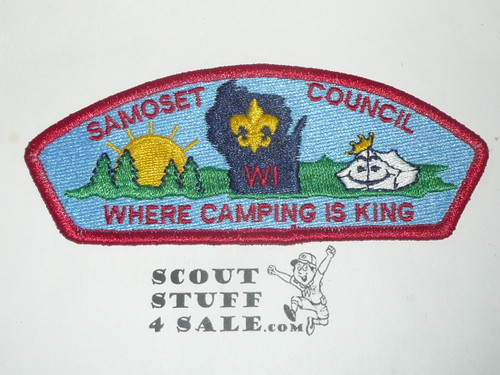 SAMOSET COUNCIL
WI
WHERE CAMPING IS KING
SCOUT
STUFF
4 SALE.COM